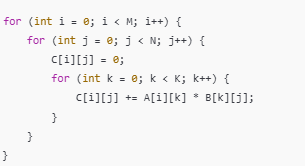 for (int i = 0; i < M; i++) {
    for (int j = 0; j < N; j++) {
        C[i][j] = 0;
        for (int k = 0; k < K; k++) {
            C[i][j] += A[i][k] * B[k][j];
        }
    }
}